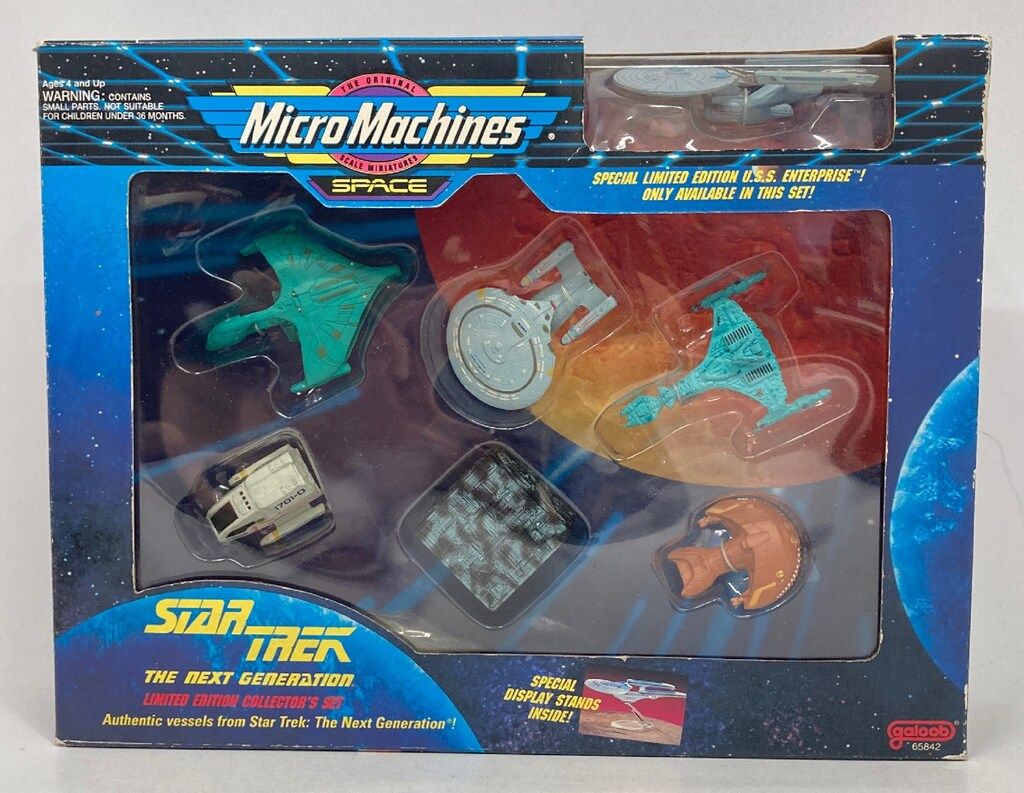 Ages 4 and Up
WARNING: CONTAINS
SMALL PARTS. NOT SUITABLE
FOR CHILDREN UNDER 36 MONTHS.
THE ORIGINAL
MicroMachines®
SCALE MINIATURES
SPACE
SPECIAL LIMITED EDITION U.S.S. ENTERPRISE™!
ONLY AVAILABLE IN THIS SET!
1701-D
STAR
TREK
THE NEXT GENERATION
LIMITED EDITION COLLECTOR'S SET
Authentic vessels from Star Trek: The Next Generation®!
SPECIAL
DISPLAY STANDS
INSIDE!
galoob®
65842